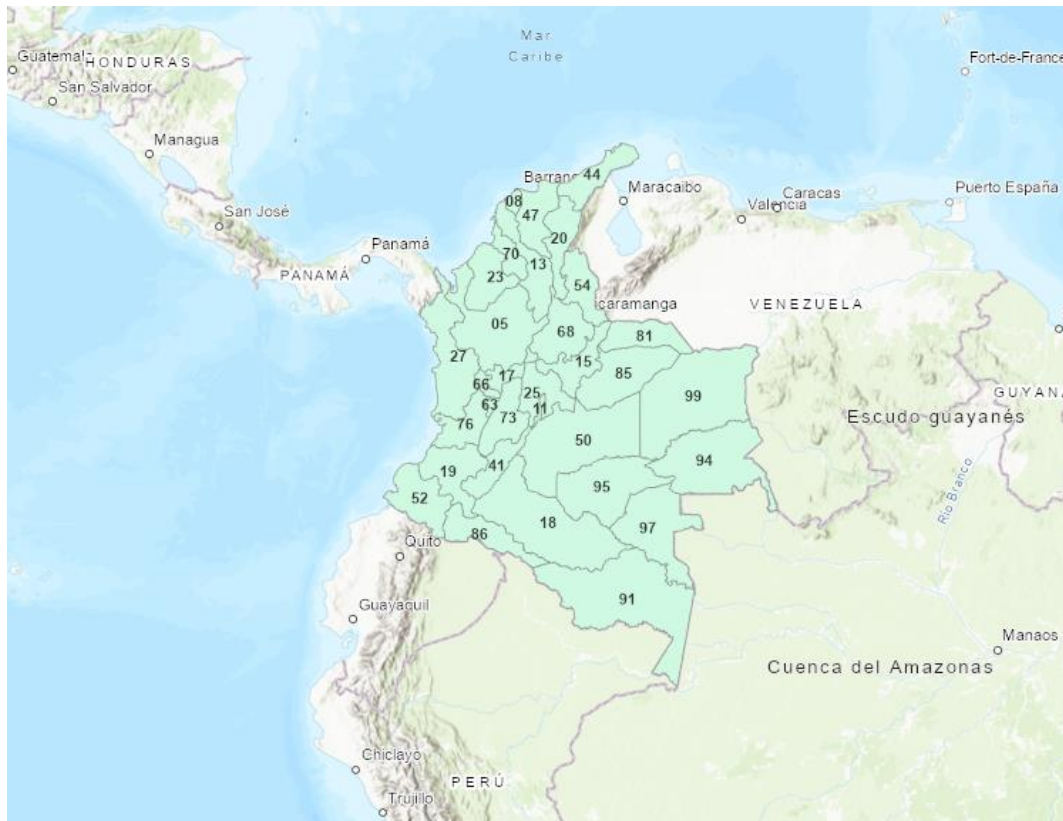 Mar
Caribe
Guatemal
HONDURAS
Fort-de-France
San Salvador
Managua
Barran
44
Maracaibo
Caracas
Puerto España
08
47
Valencia
San José
20
Panamá
70
13
PANAMÁ
23
54
caramanga
VENEZUELA
05
68
81
27
15
17
85
66
25
99
GUYANA
63
11
76
73
Escudo guayanés
50
94
41
19
95
52
18
97
Río Branco
86
Quito
91
Guayaquil
Manaos
Cuenca del Amazonas
Chiclayo
PERÚ
Trujillo